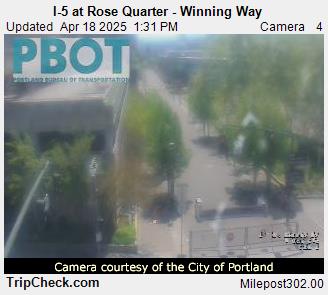 I-5 at Rose Quarter - Winning Way
Updated Apr 18 2025 1:31 PM Camera 4
PBOT
PORTLAND BUREAU OF TRANSPORTATION
Camera courtesy of the City of Portland
TripCheck.com Milepost302.00